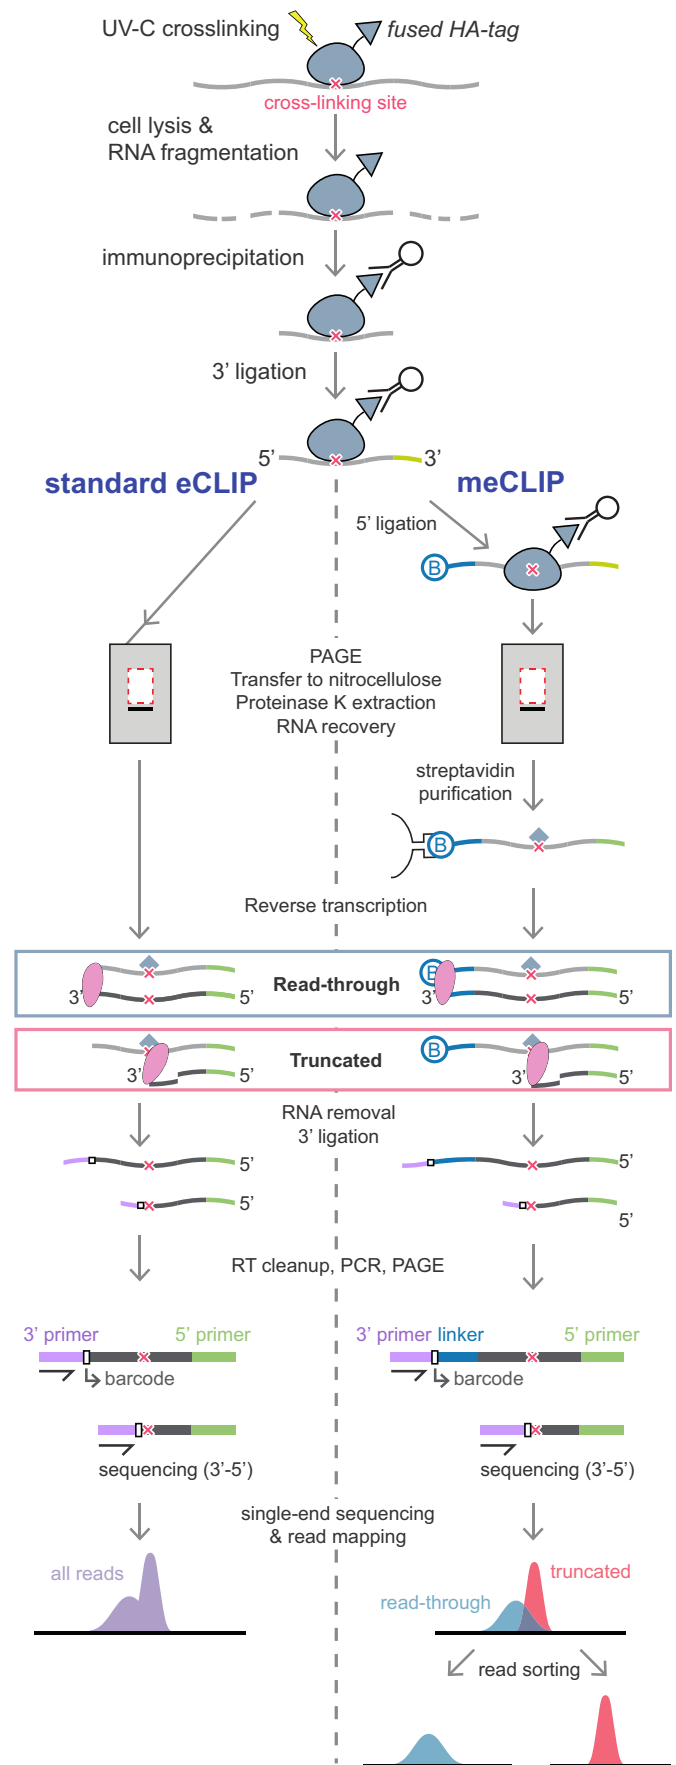 UV-C crosslinking
fused HA-tag
cross-linking site
cell lysis &
RNA fragmentation
immunoprecipitation
3’ ligation
5’
3’
standard eCLIP
meCLIP
5’ ligation
B
PAGE
Transfer to nitrocellulose
Proteinase K extraction
RNA recovery
streptavidin
purification
B
Reverse transcription
3’
5’
Read-through
B
3’
5’
3’
5’
Truncated
B
3’
5’
RNA removal
3’ ligation
5’
5’
5’
5’
RT cleanup, PCR, PAGE
3’ primer
5’ primer
barcode
3’ primer linker
5’ primer
barcode
sequencing (3’-5’)
sequencing (3’-5’)
single-end sequencing
& read mapping
all reads
truncated
read-through
read sorting